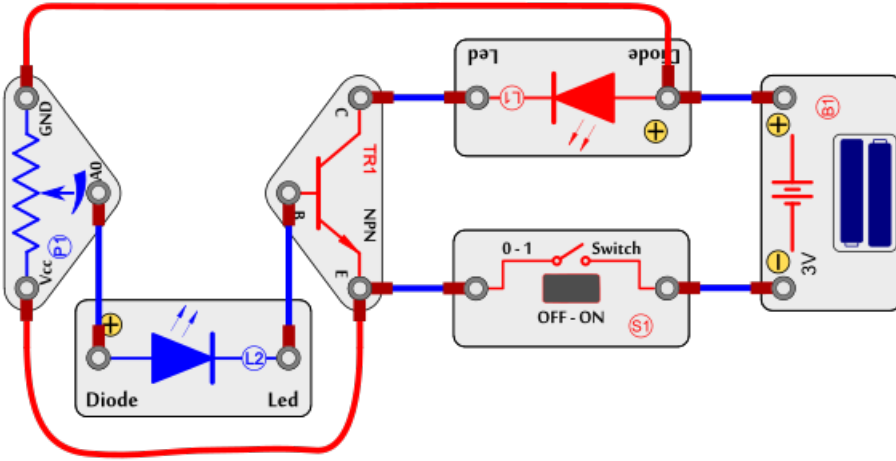 Led
Diode
L1
+
GND
A0
P1
Vcc
C
TR1
B
NPN
E
+
B1
3V
−
0 - 1
Switch
OFF - ON
S1
+
L2
Diode
Led